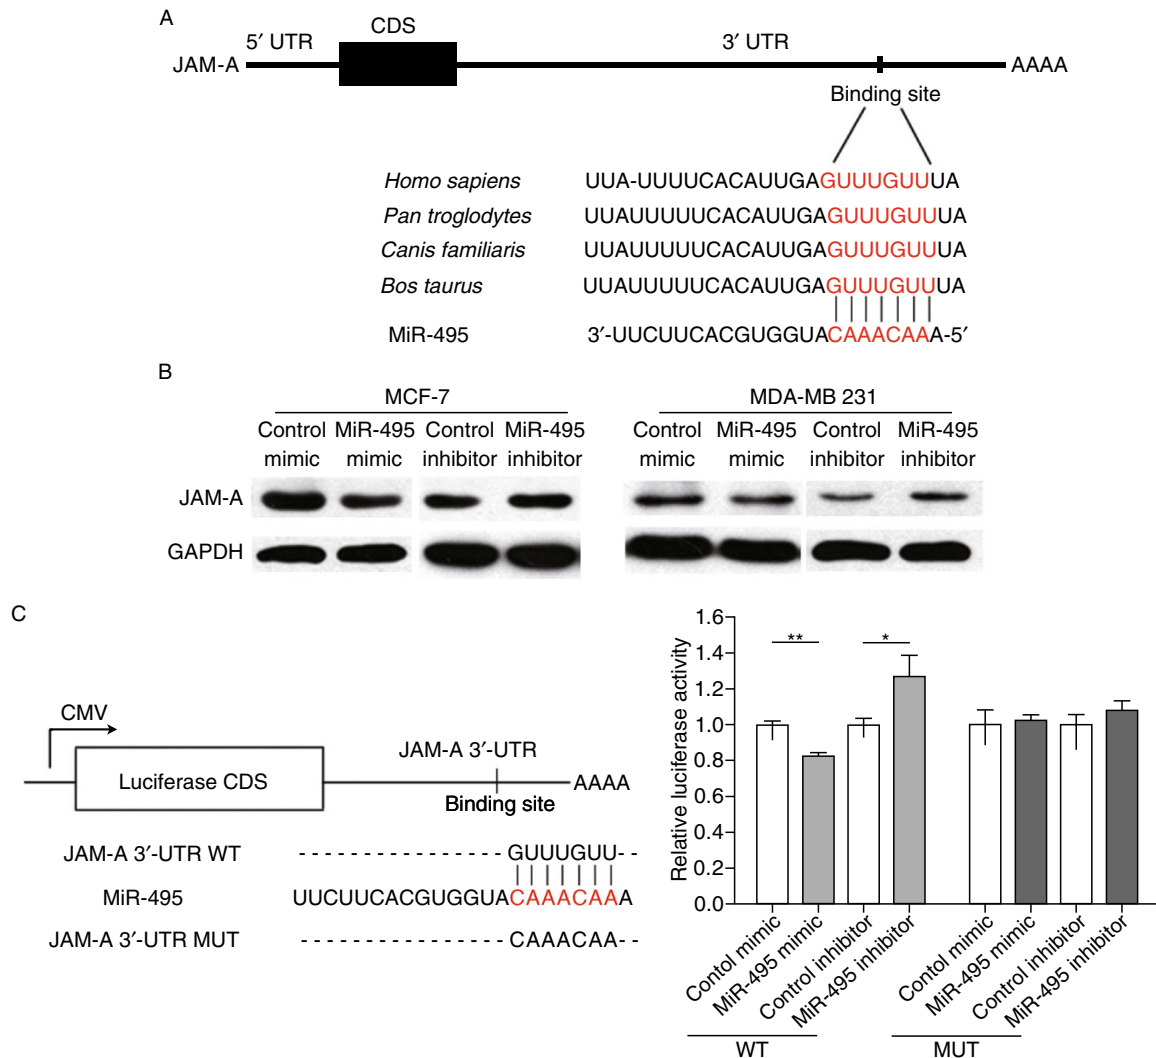 A
CDS
5′ UTR
3′ UTR
JAM-A
AAAA
Binding site
Homo sapiens UUA-UUUUCACAUUGAGUUUGUUUA
Pan troglodytes UUAUUUUUCACAUUGAGUUUGUUUA
Canis familiaris UUAUUUUUCACAUUGAGUUUGUUUA
Bos taurus UUAUUUUUCACAUUGAGUUUGUUUA
MiR-495 3′-UUCUUCACGUGGUACAAACAAA-5′
B
MCF-7
MDA-MB 231
Control mimic
MiR-495 mimic
Control inhibitor
MiR-495 inhibitor
Control mimic
MiR-495 mimic
Control inhibitor
MiR-495 inhibitor
JAM-A
GAPDH
C
CMV
Luciferase CDS
JAM-A 3′-UTR
Binding site
AAAA
JAM-A 3′-UTR WT - - - - - - - - - - - - - - - -GUUUGUU- -
MiR-495 UUCUUCACGUGGUACAAACAAA
JAM-A 3′-UTR MUT - - - - - - - - - - - - - - - -CAAACAA- -
Relative luciferase activity
1.6
1.4
1.2
1.0
0.8
0.6
0.4
0.2
0.0
**
*
Contol mimic
MiR-495 mimic
Control inhibitor
MiR-495 inhibitor
Control mimic
MiR-495 mimic
Control inhibitor
MiR-495 inhibitor
WT
MUT